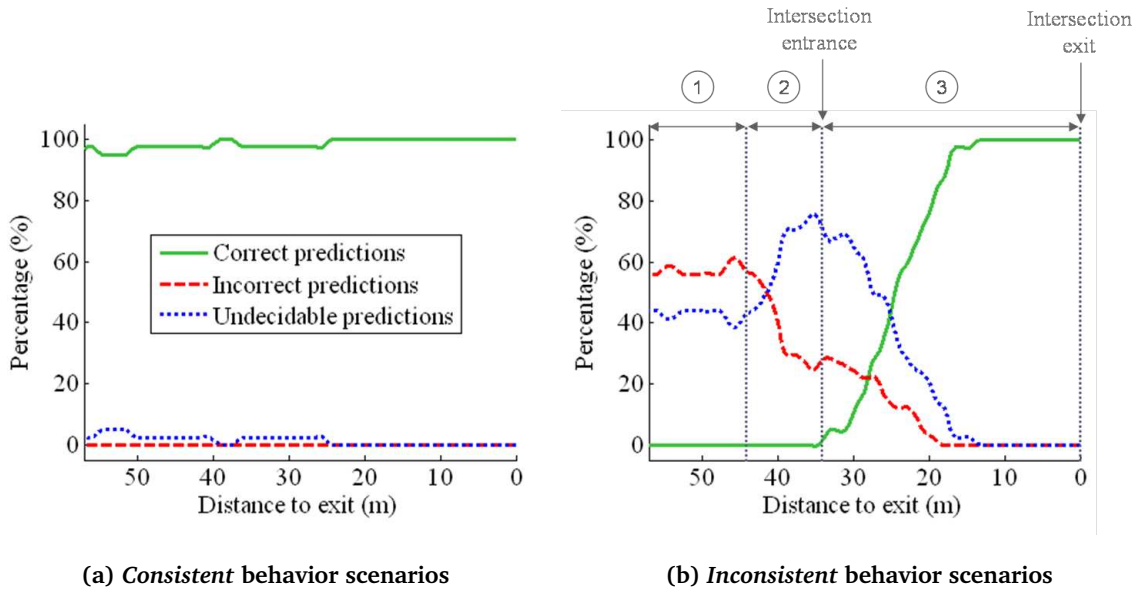 Intersection
entrance
Intersection
exit
1
2
3
100
80
60
40
20
0
Percentage (%)
Correct predictions
Incorrect predictions
Undecidable predictions
50
40
30
20
10
0
Distance to exit (m)
100
80
60
40
20
0
Percentage (%)
50
40
30
20
10
0
Distance to exit (m)
(a) Consistent behavior scenarios
(b) Inconsistent behavior scenarios